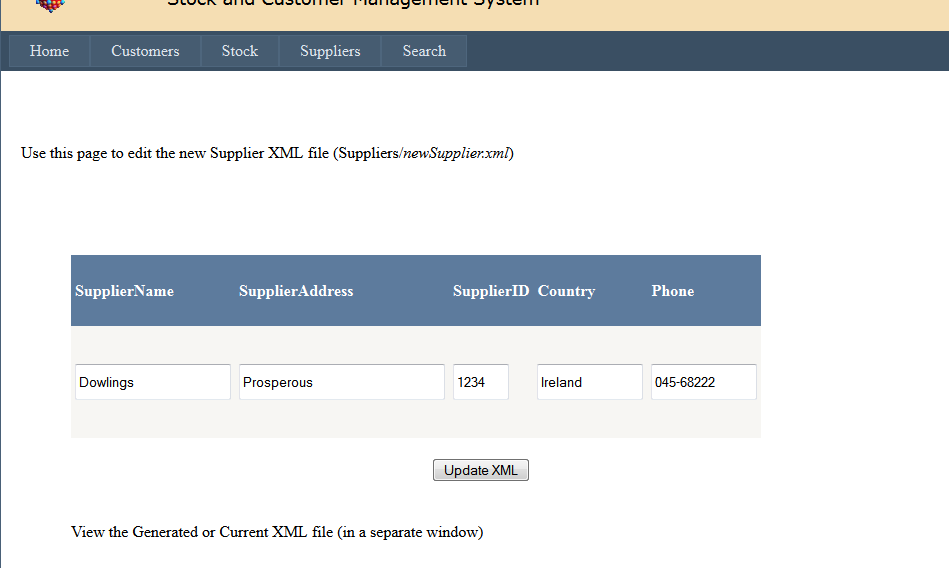 Stock and Customer Management System
Home Customers Stock Suppliers Search
Use this page to edit the new Supplier XML file (Suppliers/newSupplier.xml)
SupplierName SupplierAddress SupplierID Country Phone
Dowlings Prosperous 1234 Ireland 045-68222
Update XML
View the Generated or Current XML file (in a separate window)